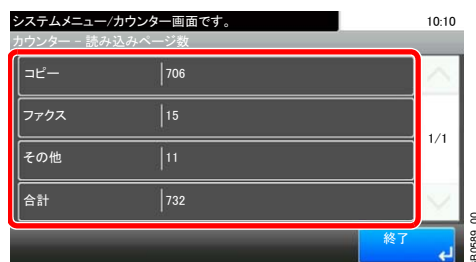 システムメニュー/カウンター画面です。 10:10
カウンター - 読み込みページ数
コピー 706
ファクス 15
1/1
その他 11
合計 732
終了